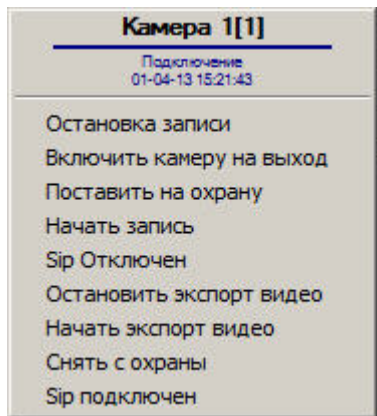 Камера 1[1]
Подключение
01-04-13 15:21:43
Остановка записи
Включить камеру на выход
Поставить на охрану
Начать запись
Sip Отключен
Остановить экспорт видео
Начать экспорт видео
Снять с охраны
Sip подключен